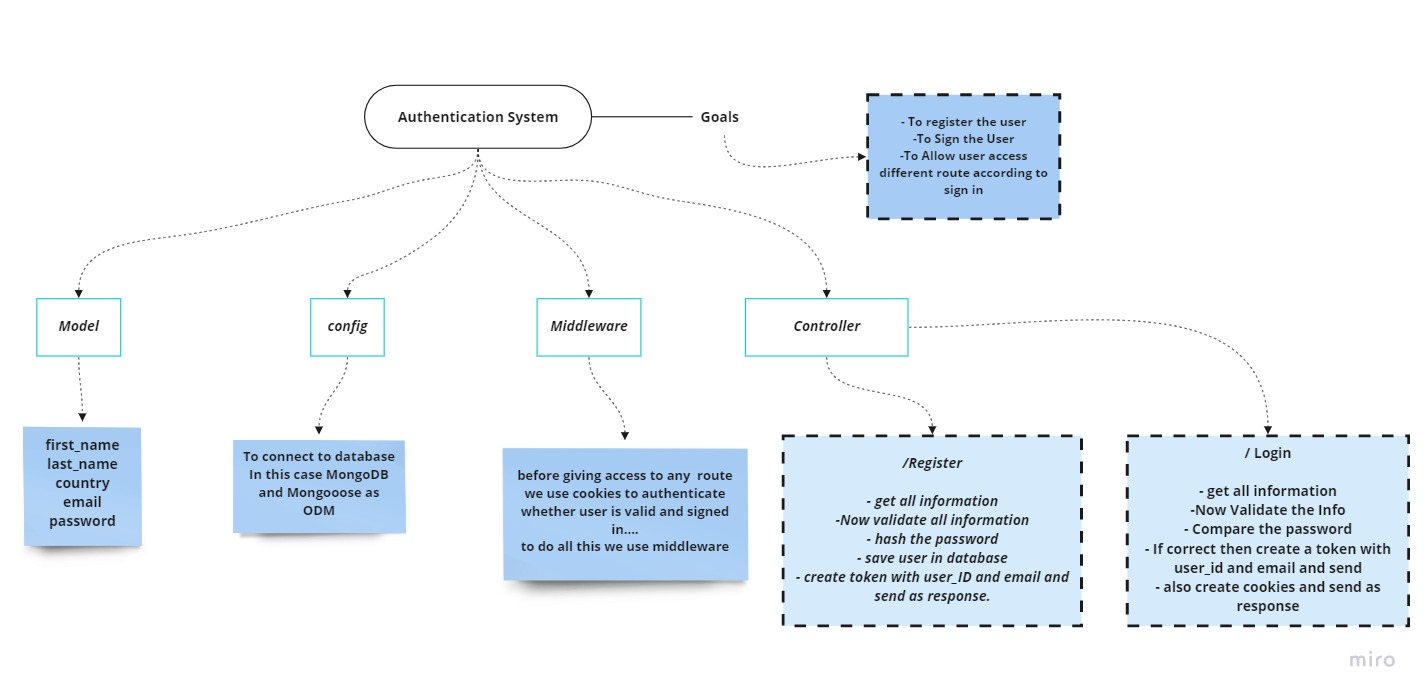 Authentication System
Goals
- To register the user
-To Sign the User
-To Allow user access
different route according to
sign in
Model
config
Middleware
Controller
first_name
last_name
country
email
password
To connect to database
In this case MongoDB
and Mongooose as
ODM
before giving access to any route
we use cookies to authenticate
whether user is valid and signed
in....
to do all this we use middleware
/Register
- get all information
-Now validate all information
- hash the password
- save user in database
- create token with user_ID and email and
send as response.
/ Login
- get all information
-Now Validate the Info
- Compare the password
- If correct then create a token with
user_id and email and send
- also create cookies and send as
response
miro